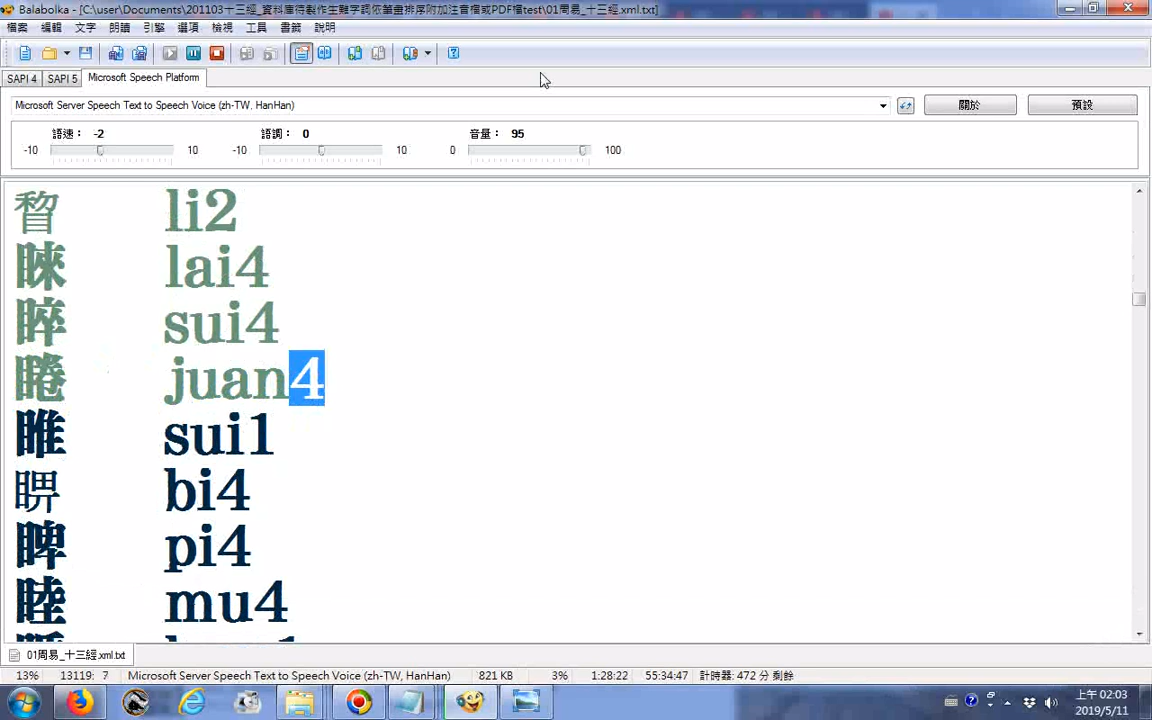 Balabolka - [C:\user\Documents\201103十三經_資料庫待製作生難字詞依筆畫排序附加注音檔或PDF檔test\01周易_十三經.xml.txt]
檔案 編輯 文字 朗讀 引擎 選項 檢視 工具 書籤 說明
SAPI 4 SAPI 5 Microsoft Speech Platform
Microsoft Server Speech Text to Speech Voice (zh-TW, HanHan) 關於 預設
語速: -2 語調: 0 音量: 95
-10 10 -10 10 0 100
li2
睞 lai4
睟 sui4
睠 juan4
睢 sui1
bi4
睥 pi4
睦 mu4
01周易_十三經.xml.txt
13% 13119: 7 Microsoft Server Speech Text to Speech Voice (zh-TW, HanHan) 821 KB 3% 1:28:22 55:34:47 計時器: 472 分 剩餘
上午 02:03
2019/5/11